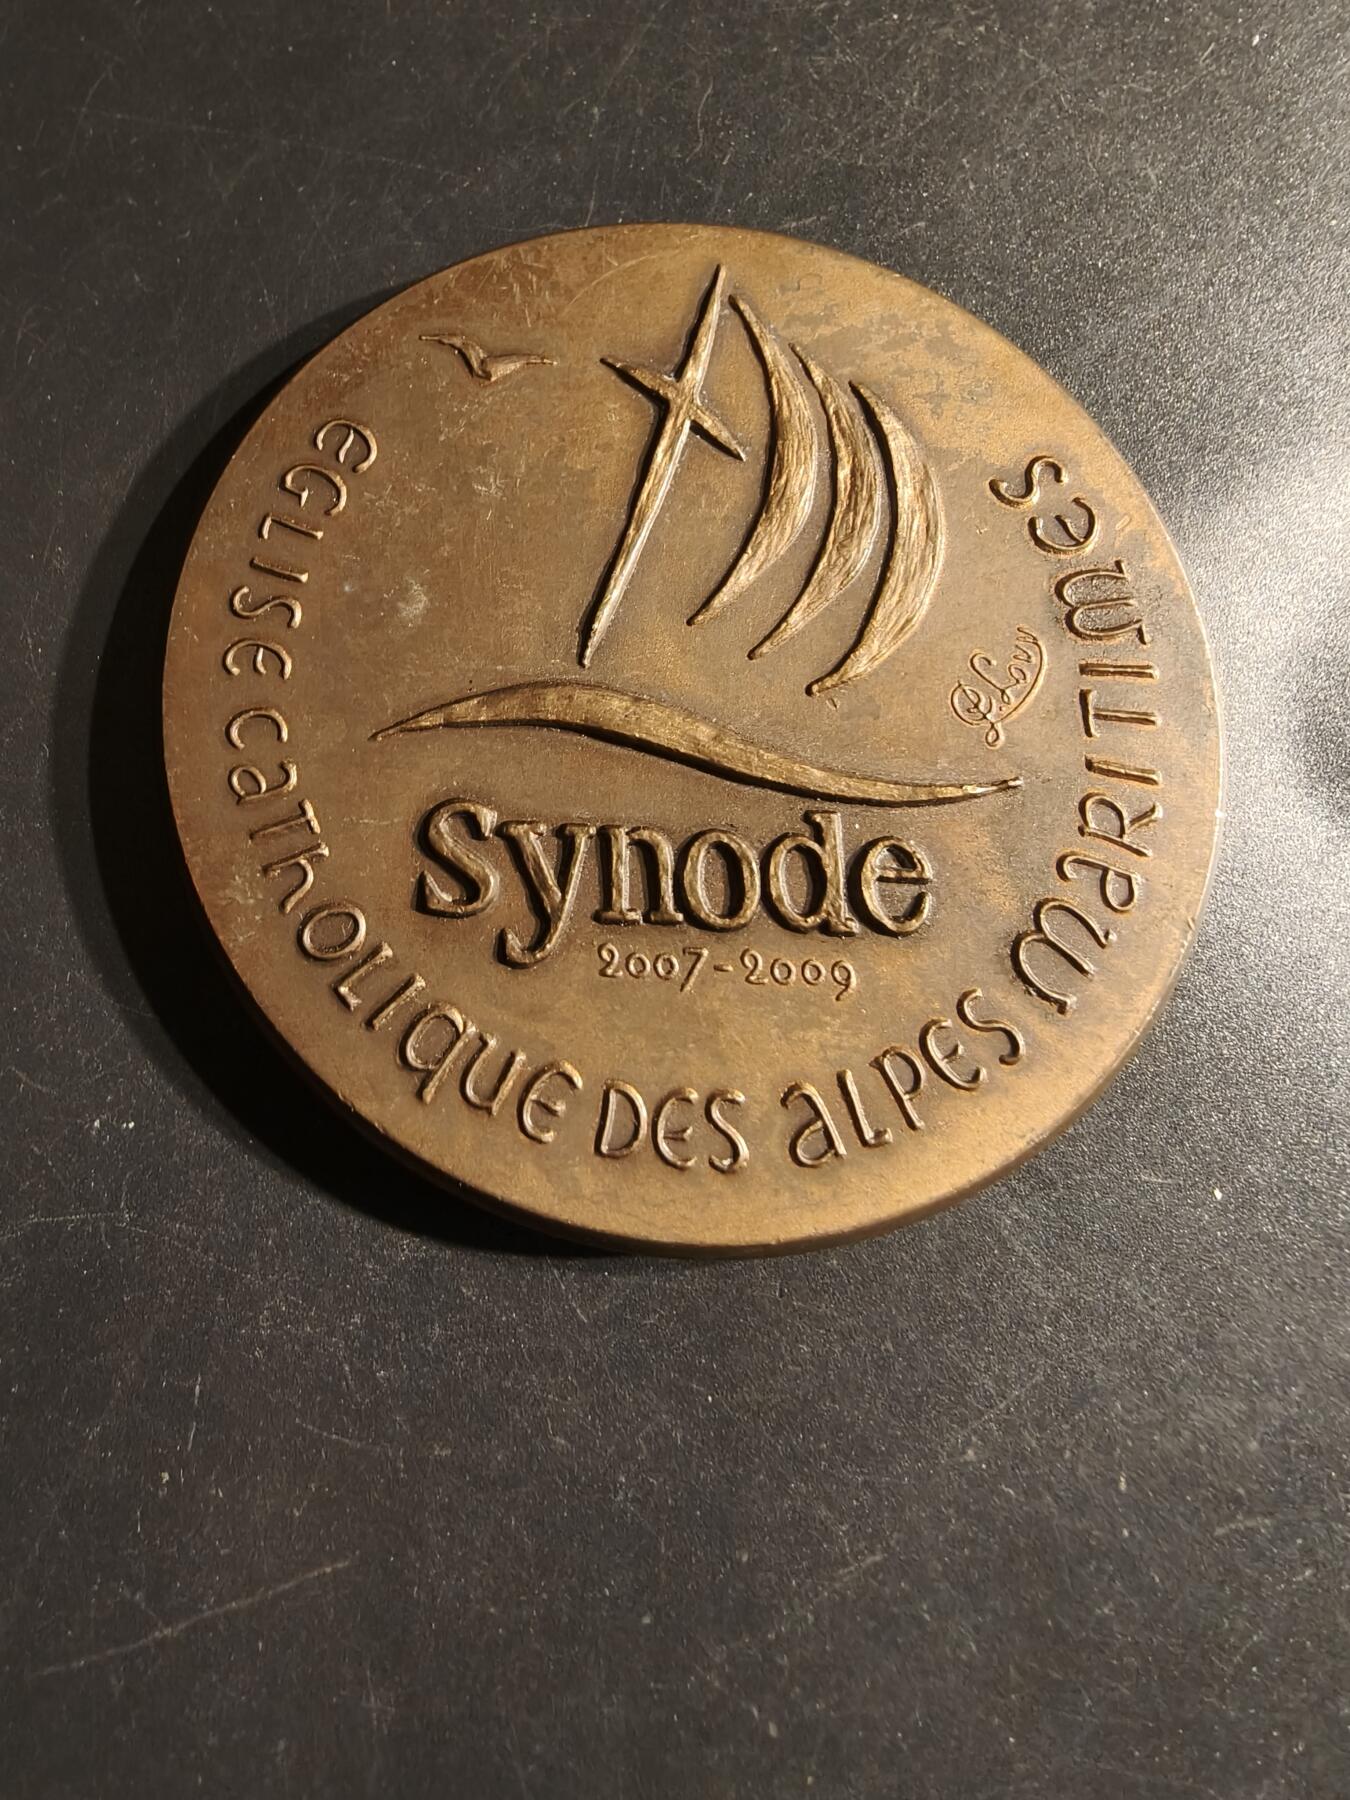 synode
2007-2009
eGLISE catholique DES aLPES MARITIMES